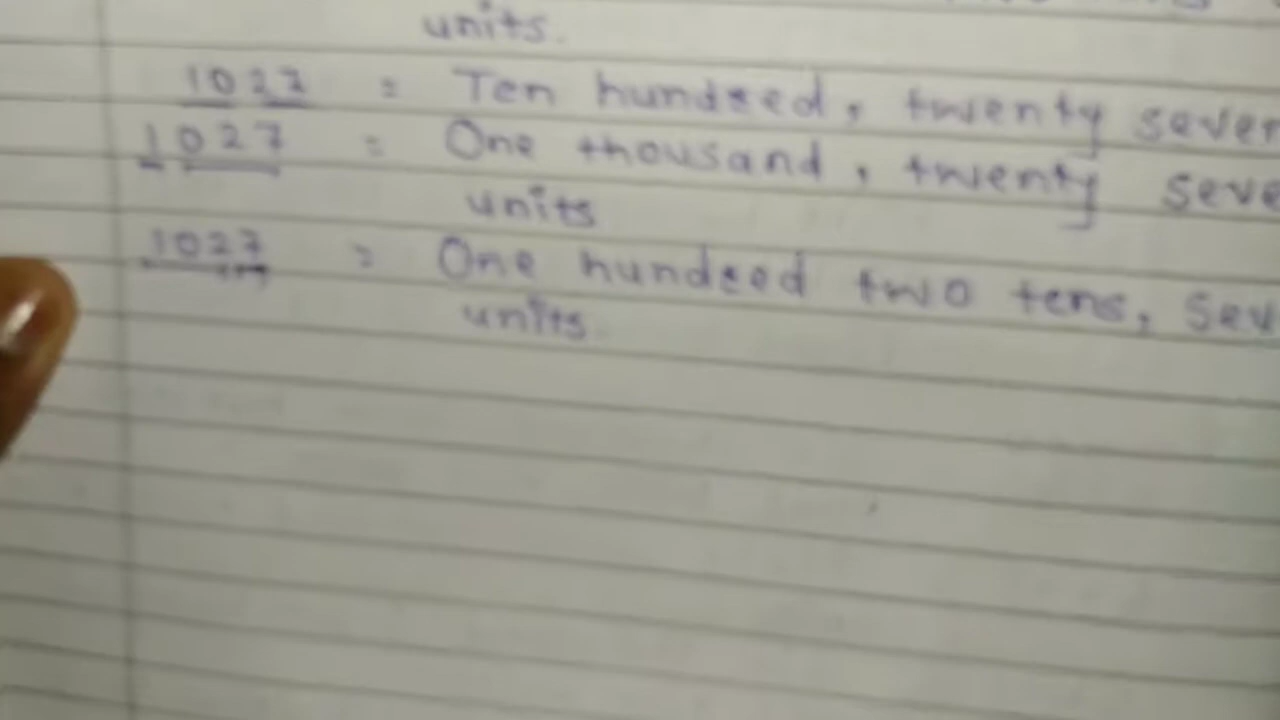 units.
1027 = Ten hundred, twenty seven
1027 = One thousand, twenty seve
units
1027 = One hundred two tens, sev
units